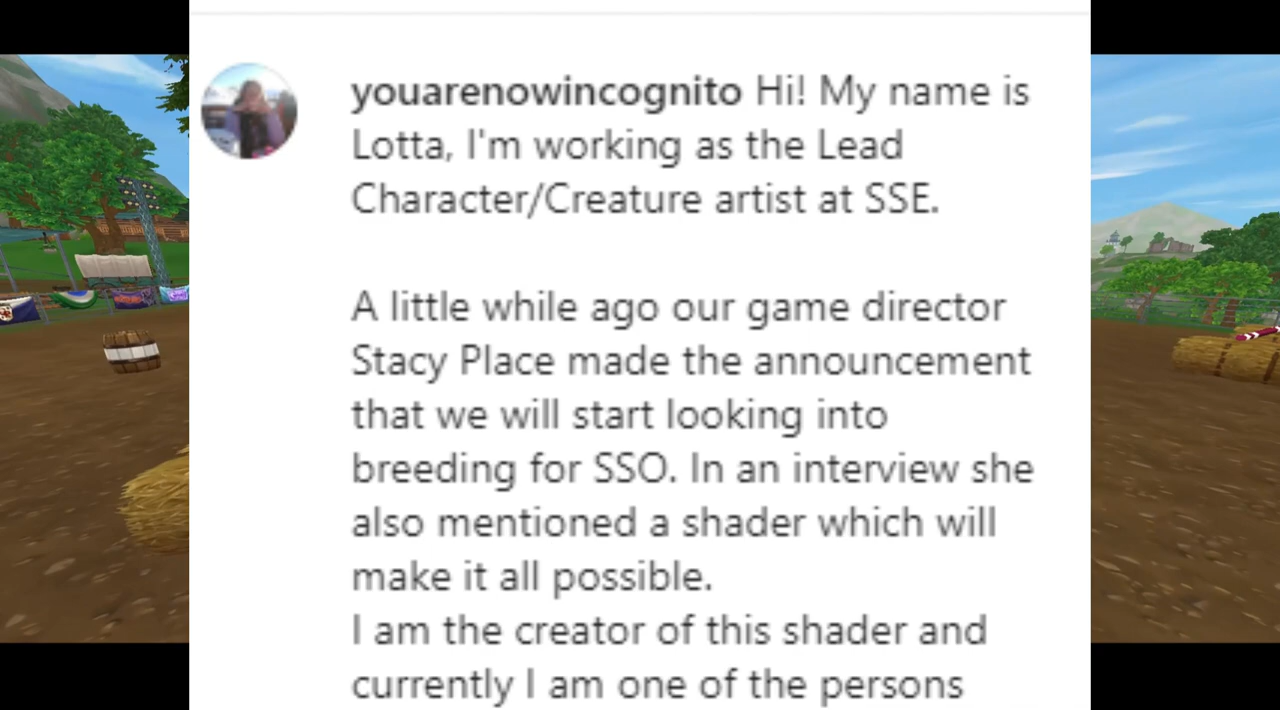 youarenowincognito Hi! My name is
Lotta, I'm working as the Lead
Character/Creature artist at SSE.
A little while ago our game director
Stacy Place made the announcement
that we will start looking into
breeding for SSO. In an interview she
also mentioned a shader which will
make it all possible.
I am the creator of this shader and
currently I am one of the persons